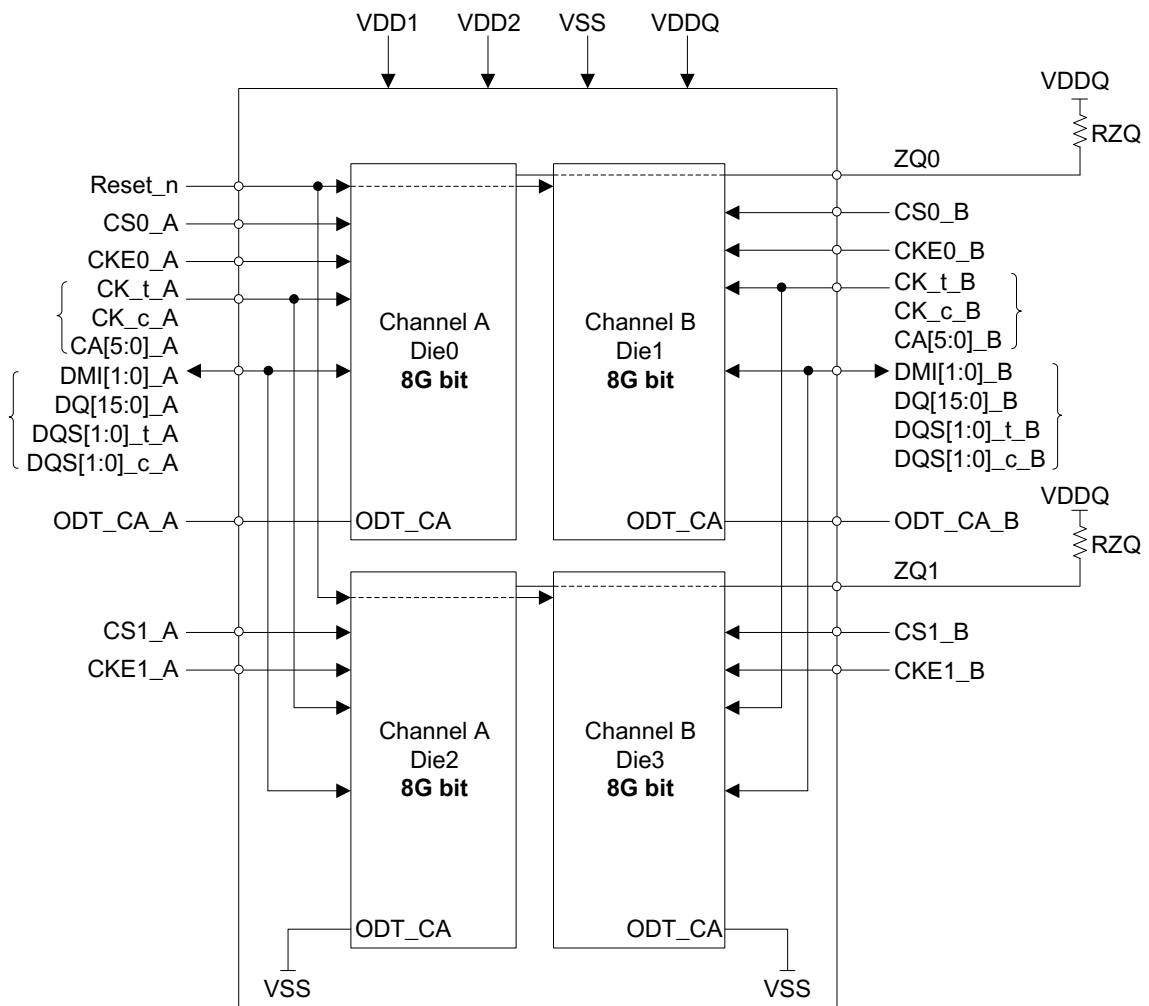 VDD1 VDD2 VSS VDDQ
VDDQ
RZQ
ZQ0
Reset_n
CS0_A
CKE0_A
CK_t_A
CK_c_A
CA[5:0]_A
DMI[1:0]_A
DQ[15:0]_A
DQS[1:0]_t_A
DQS[1:0]_c_A
ODT_CA_A
Channel A
Die0
8G bit
ODT_CA
Channel B
Die1
8G bit
ODT_CA
CS0_B
CKE0_B
CK_t_B
CK_c_B
CA[5:0]_B
DMI[1:0]_B
DQ[15:0]_B
DQS[1:0]_t_B
DQS[1:0]_c_B
VDDQ
ODT_CA_B
RZQ
ZQ1
CS1_A
CKE1_A
Channel A
Die2
8G bit
ODT_CA
VSS
Channel B
Die3
8G bit
ODT_CA
VSS
CS1_B
CKE1_B